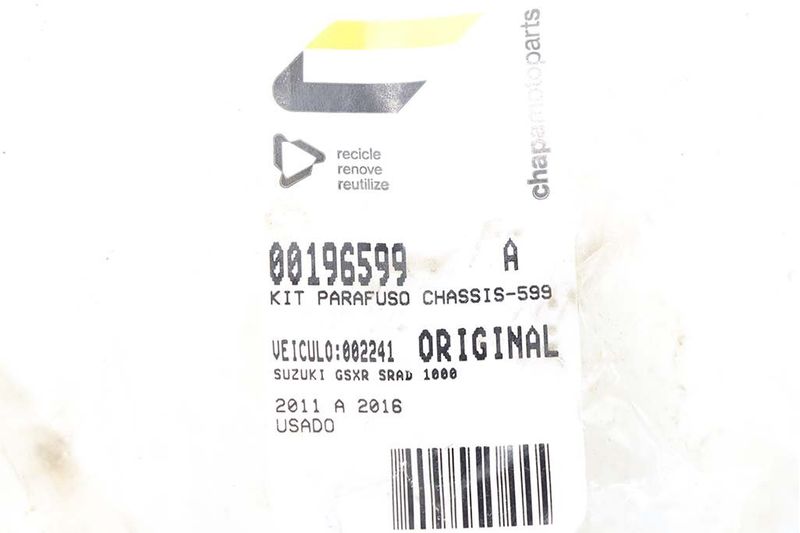 chapamotoparts
recicle
renove
reutilize
00196599 A
KIT PARAFUSO CHASSIS-599
VEICULO:002241 ORIGINAL
SUZUKI GSXR SRAD 1000
2011 A 2016
USADO